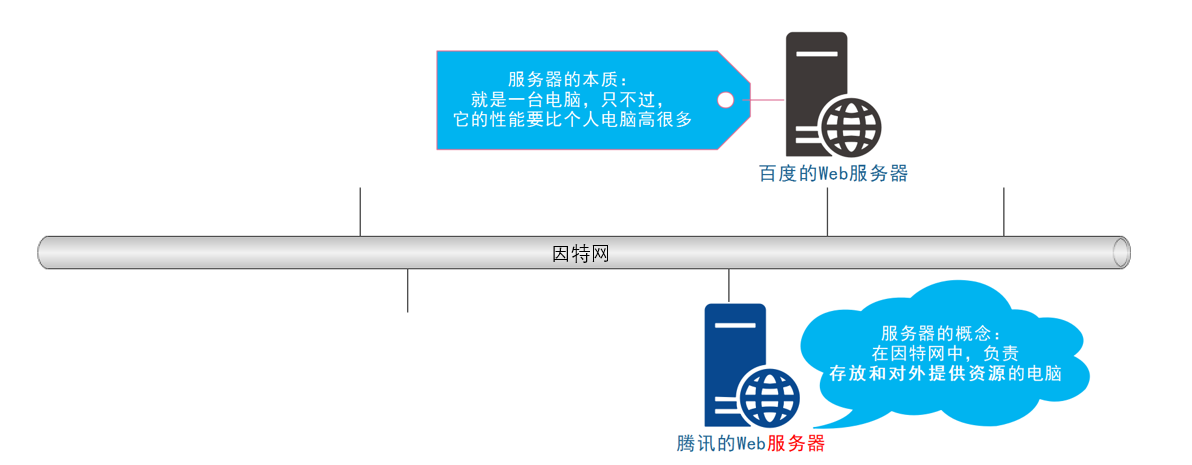 服务器的本质：
就是一台电脑，只不过，
它的性能要比个人电脑高很多
百度的Web服务器
因特网
服务器的概念：
在因特网中，负责
存放和对外提供资源的电脑
腾讯的Web服务器